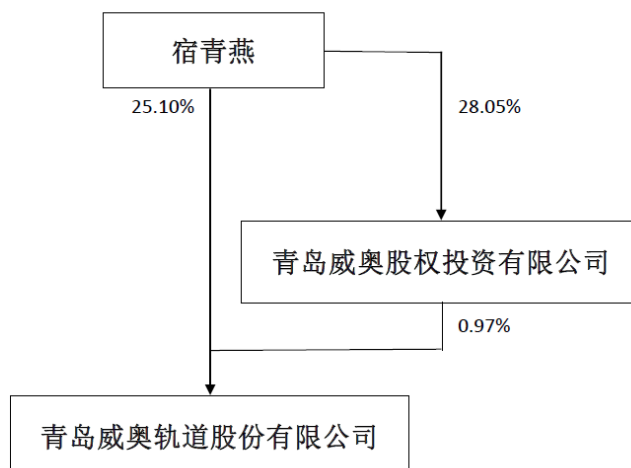 宿青燕
25.10%
28.05%
青岛威奥股权投资有限公司
0.97%
青岛威奥轨道股份有限公司